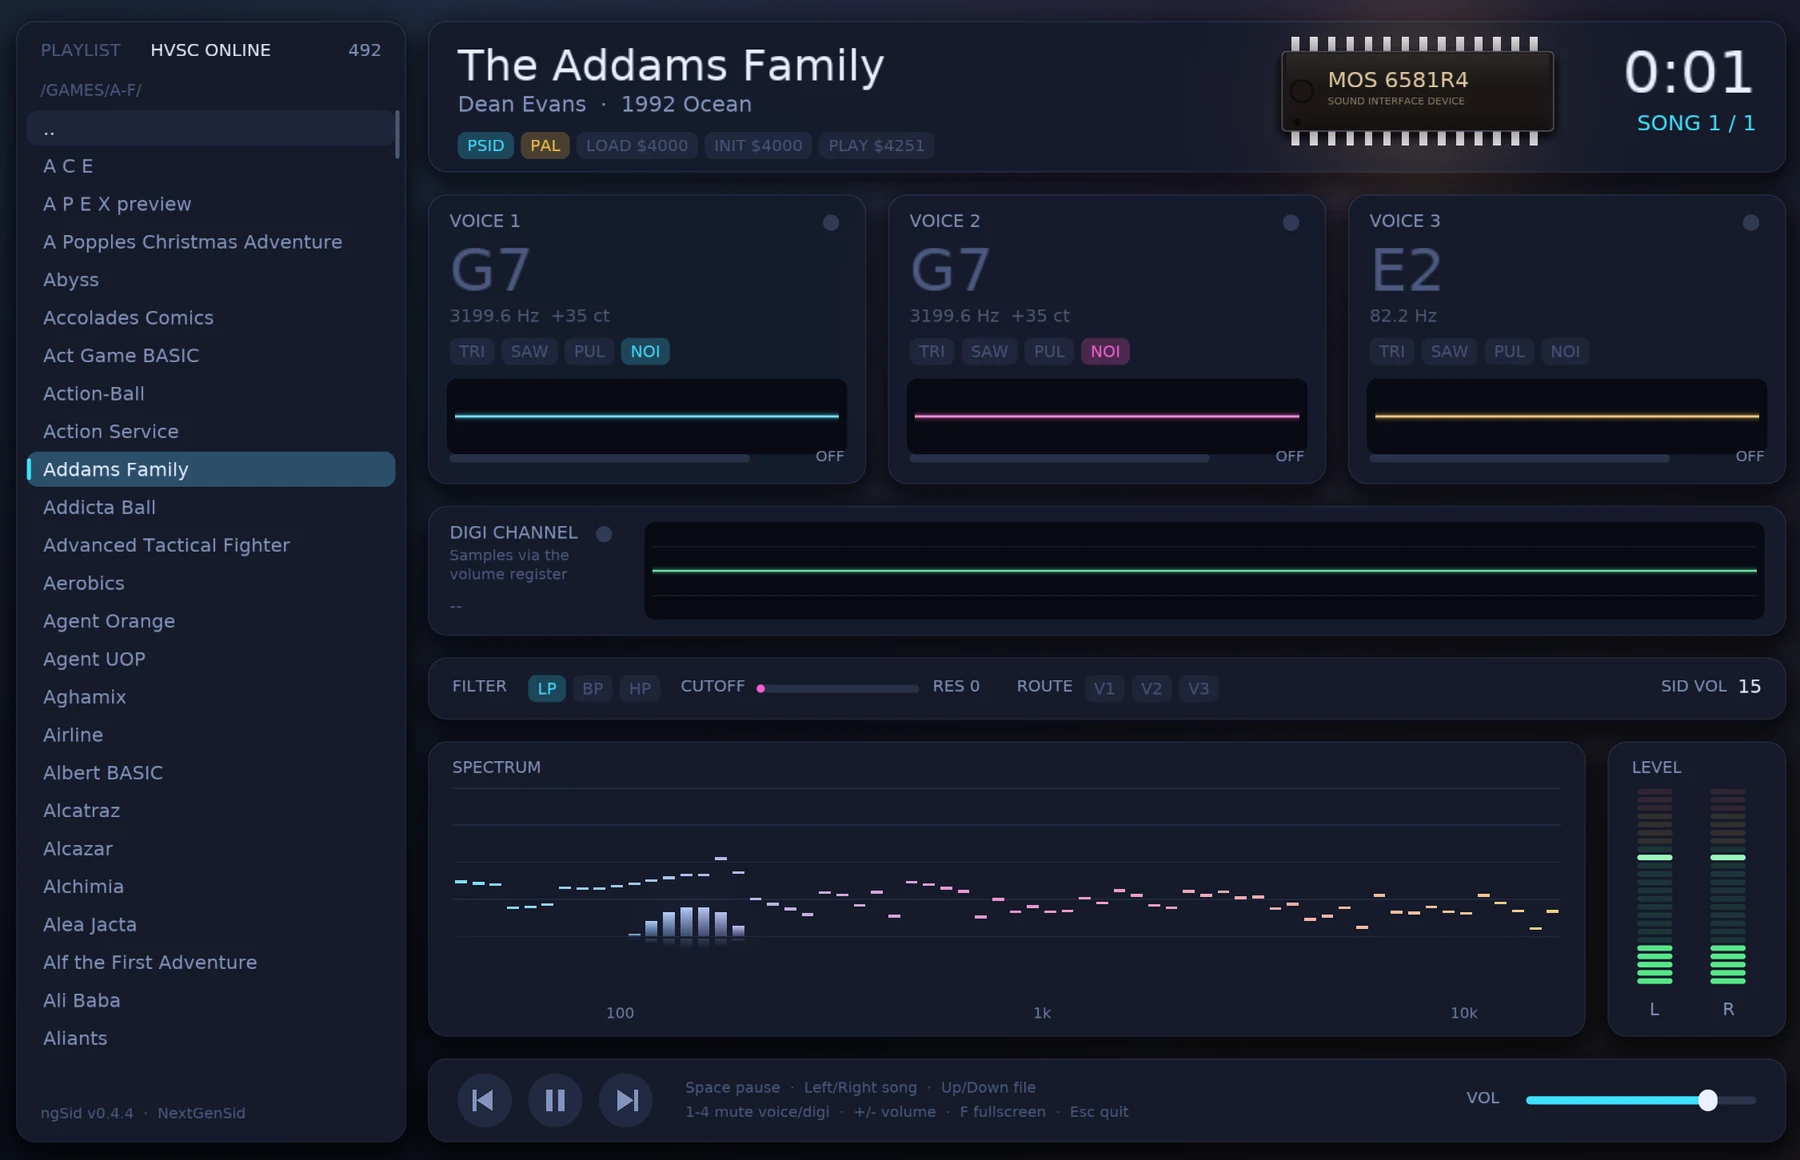 PLAYLIST HVSC ONLINE 492
/GAMES/A-F/
..
A C E
A P E X preview
A Popples Christmas Adventure
Abyss
Accolades Comics
Act Game BASIC
Action-Ball
Action Service
Addams Family
Addicta Ball
Advanced Tactical Fighter
Aerobics
Agent Orange
Agent UOP
Aghamix
Airline
Albert BASIC
Alcatraz
Alcazar
Alchimia
Alea Jacta
Alf the First Adventure
Ali Baba
Aliants
ngSid v0.4.4 · NextGenSid
The Addams Family
Dean Evans · 1992 Ocean
PSID PAL LOAD $4000 INIT $4000 PLAY $4251
MOS 6581R4
SOUND INTERFACE DEVICE
0:01
SONG 1 / 1
VOICE 1
G7
3199.6 Hz +35 ct
TRI SAW PUL NOI
OFF
VOICE 2
G7
3199.6 Hz +35 ct
TRI SAW PUL NOI
OFF
VOICE 3
E2
82.2 Hz
TRI SAW PUL NOI
OFF
DIGI CHANNEL
Samples via the
volume register
--
FILTER LP BP HP CUTOFF RES 0 ROUTE V1 V2 V3 SID VOL 15
SPECTRUM
100 1k 10k
LEVEL
L R
Space pause · Left/Right song · Up/Down file
1-4 mute voice/digi · +/- volume · F fullscreen · Esc quit
VOL